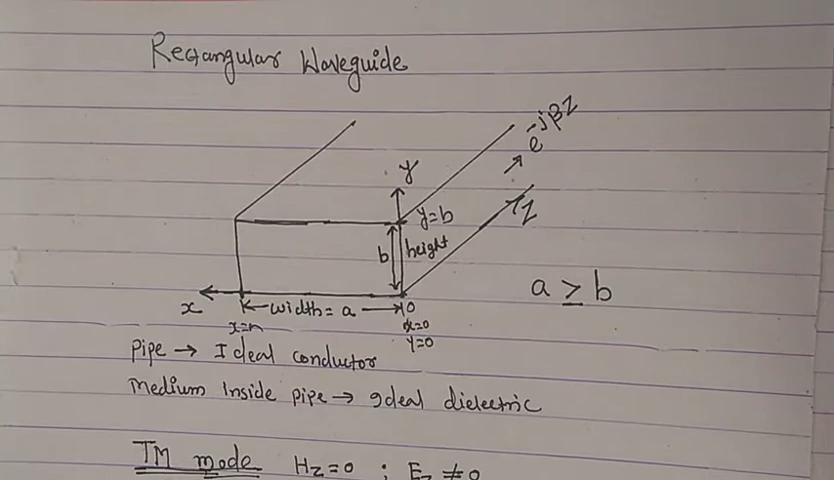 Rectangular Waveguide
e^-jβz
y
y=b
Z
b height
a ≥ b
x width = a 0
x=0
y=0
pipe → Ideal conductor
medium inside pipe → ideal dielectric
TM mode Hz=0 ; Ez ≠ 0